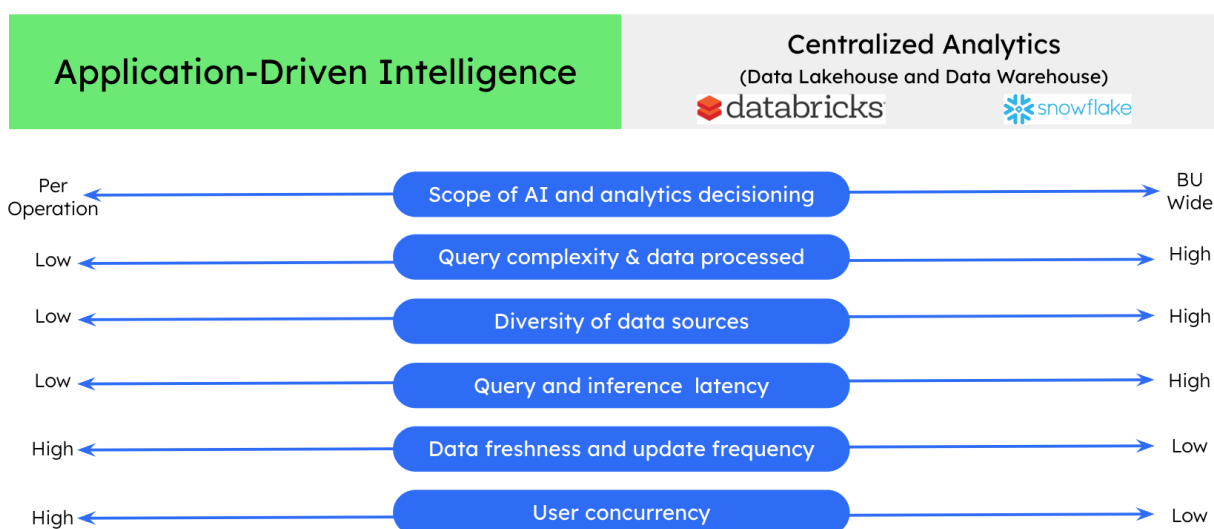 Application-Driven Intelligence
Centralized Analytics
(Data Lakehouse and Data Warehouse)
databricks
snowflake
Per
Operation
Scope of AI and analytics decisioning
BU
Wide
Low
Query complexity & data processed
High
Low
Diversity of data sources
High
Low
Query and inference latency
High
High
Data freshness and update frequency
Low
High
User concurrency
Low